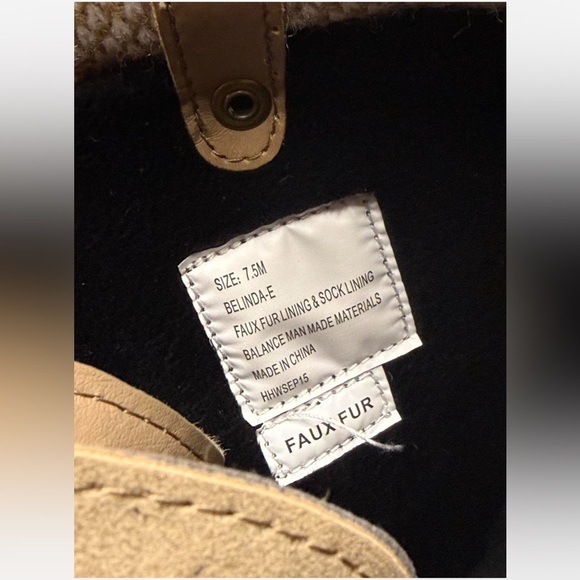 SIZE: 7.5M
BELINDA-E
FAUX FUR LINING & SOCK LINING
BALANCE MAN MADE MATERIALS
MADE IN CHINA
HHWSEP15
FAUX FUR